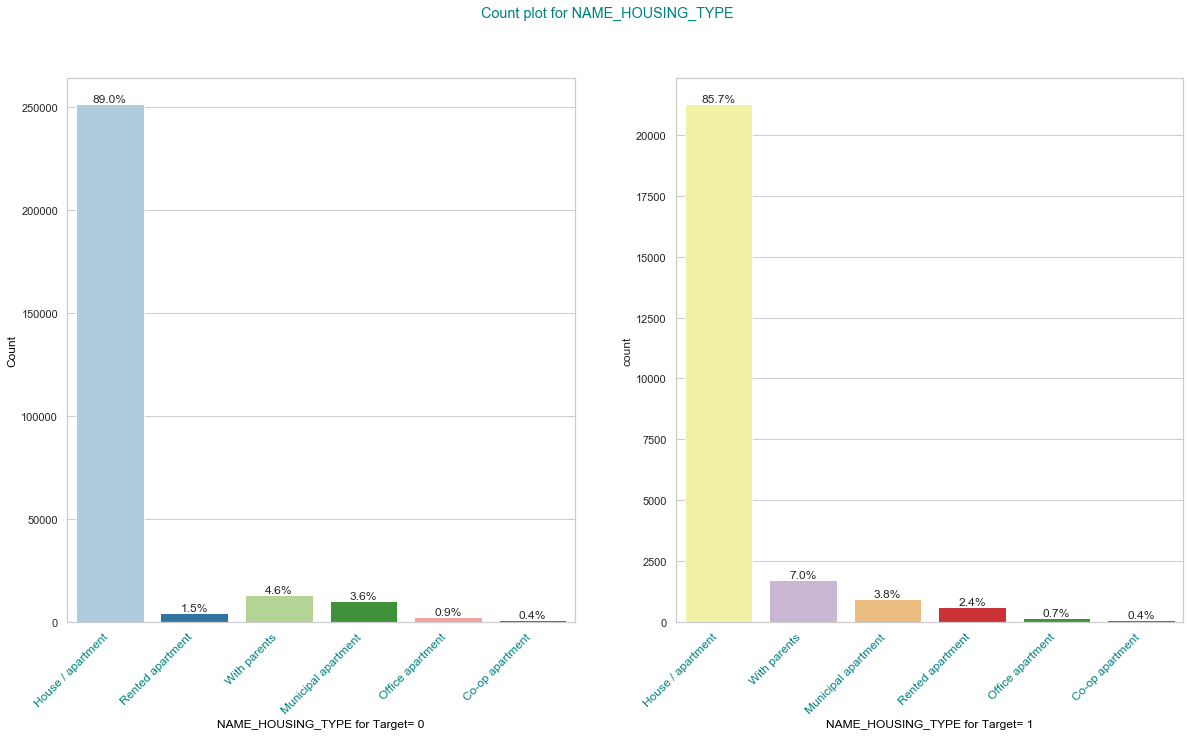 Count plot for NAME_HOUSING_TYPE
Count
250000
200000
150000
100000
50000
0
89.0%
1.5%
4.6%
3.6%
0.9%
0.4%
House / apartment
Rented apartment
With parents
Municipal apartment
Office apartment
Co-op apartment
NAME_HOUSING_TYPE for Target= 0
count
20000
17500
15000
12500
10000
7500
5000
2500
0
85.7%
7.0%
3.8%
2.4%
0.7%
0.4%
House / apartment
With parents
Municipal apartment
Rented apartment
Office apartment
Co-op apartment
NAME_HOUSING_TYPE for Target= 1